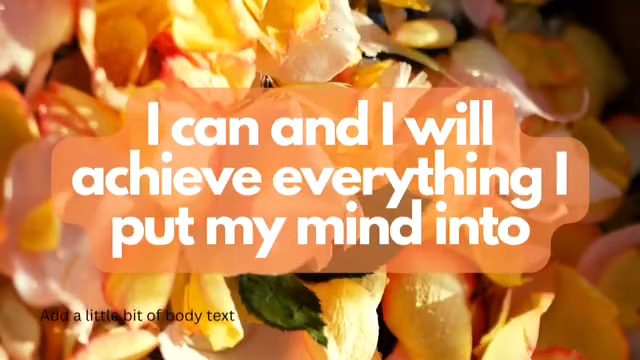 I can and I will
achieve everything I
put my mind into
Add a little bit of body text